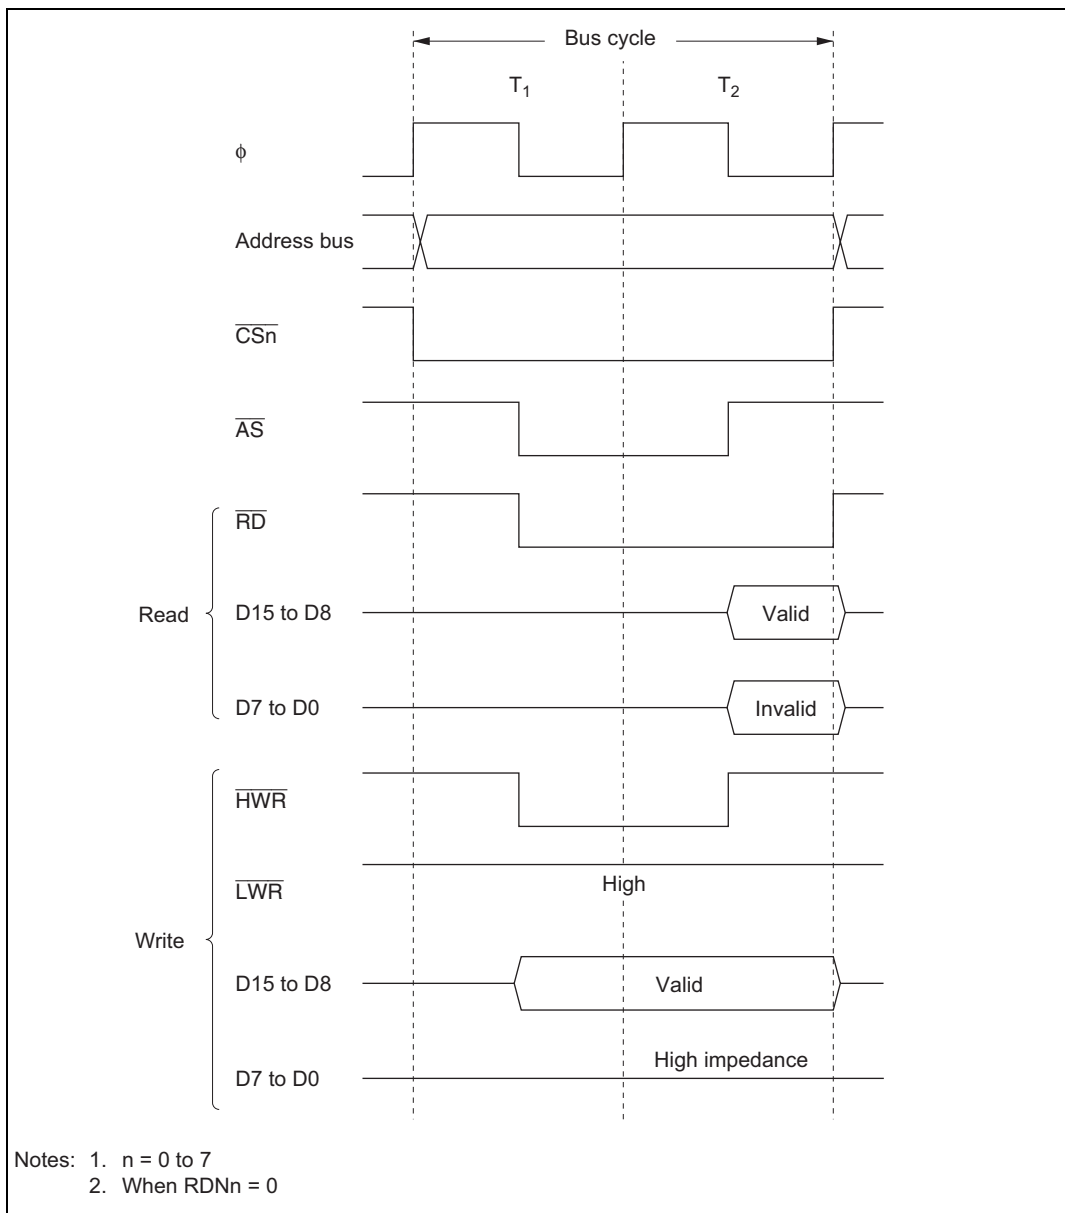 Bus cycle
T1 T2
ϕ
Address bus
CSn
AS
RD
Read D15 to D8 Valid
D7 to D0 Invalid
HWR
LWR High
Write
D15 to D8 Valid
D7 to D0 High impedance
Notes: 1. n = 0 to 7
2. When RDNn = 0